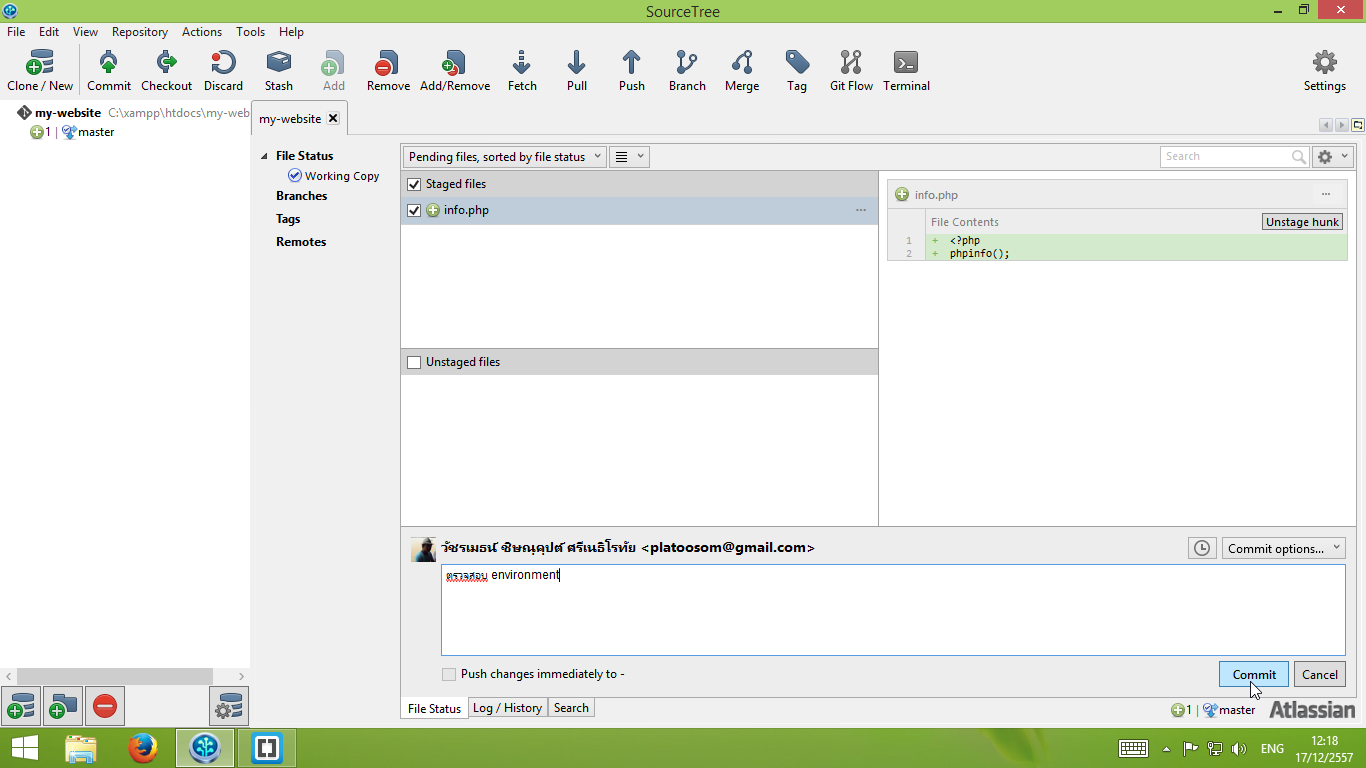 SourceTree
File Edit View Repository Actions Tools Help
Clone / New Commit Checkout Discard Stash Add Remove Add/Remove Fetch Pull Push Branch Merge Tag Git Flow Terminal Settings
my-website C:\xampp\htdocs\my-web
1 | master
my-website
File Status
Working Copy
Branches
Tags
Remotes
Pending files, sorted by file status
Search
Staged files
info.php ...
Unstaged files
info.php ...
File Contents Unstage hunk
1 + <?php
2 + phpinfo();
วัชรเมธน์ ชิษณุคุปต์ ศรีเนธิโรทัย <platoosom@gmail.com>
Commit options...
ตรวจสอบ environment
Push changes immediately to -
Commit Cancel
File Status Log / History Search
1 | master Atlassian
ENG
12:18
17/12/2557